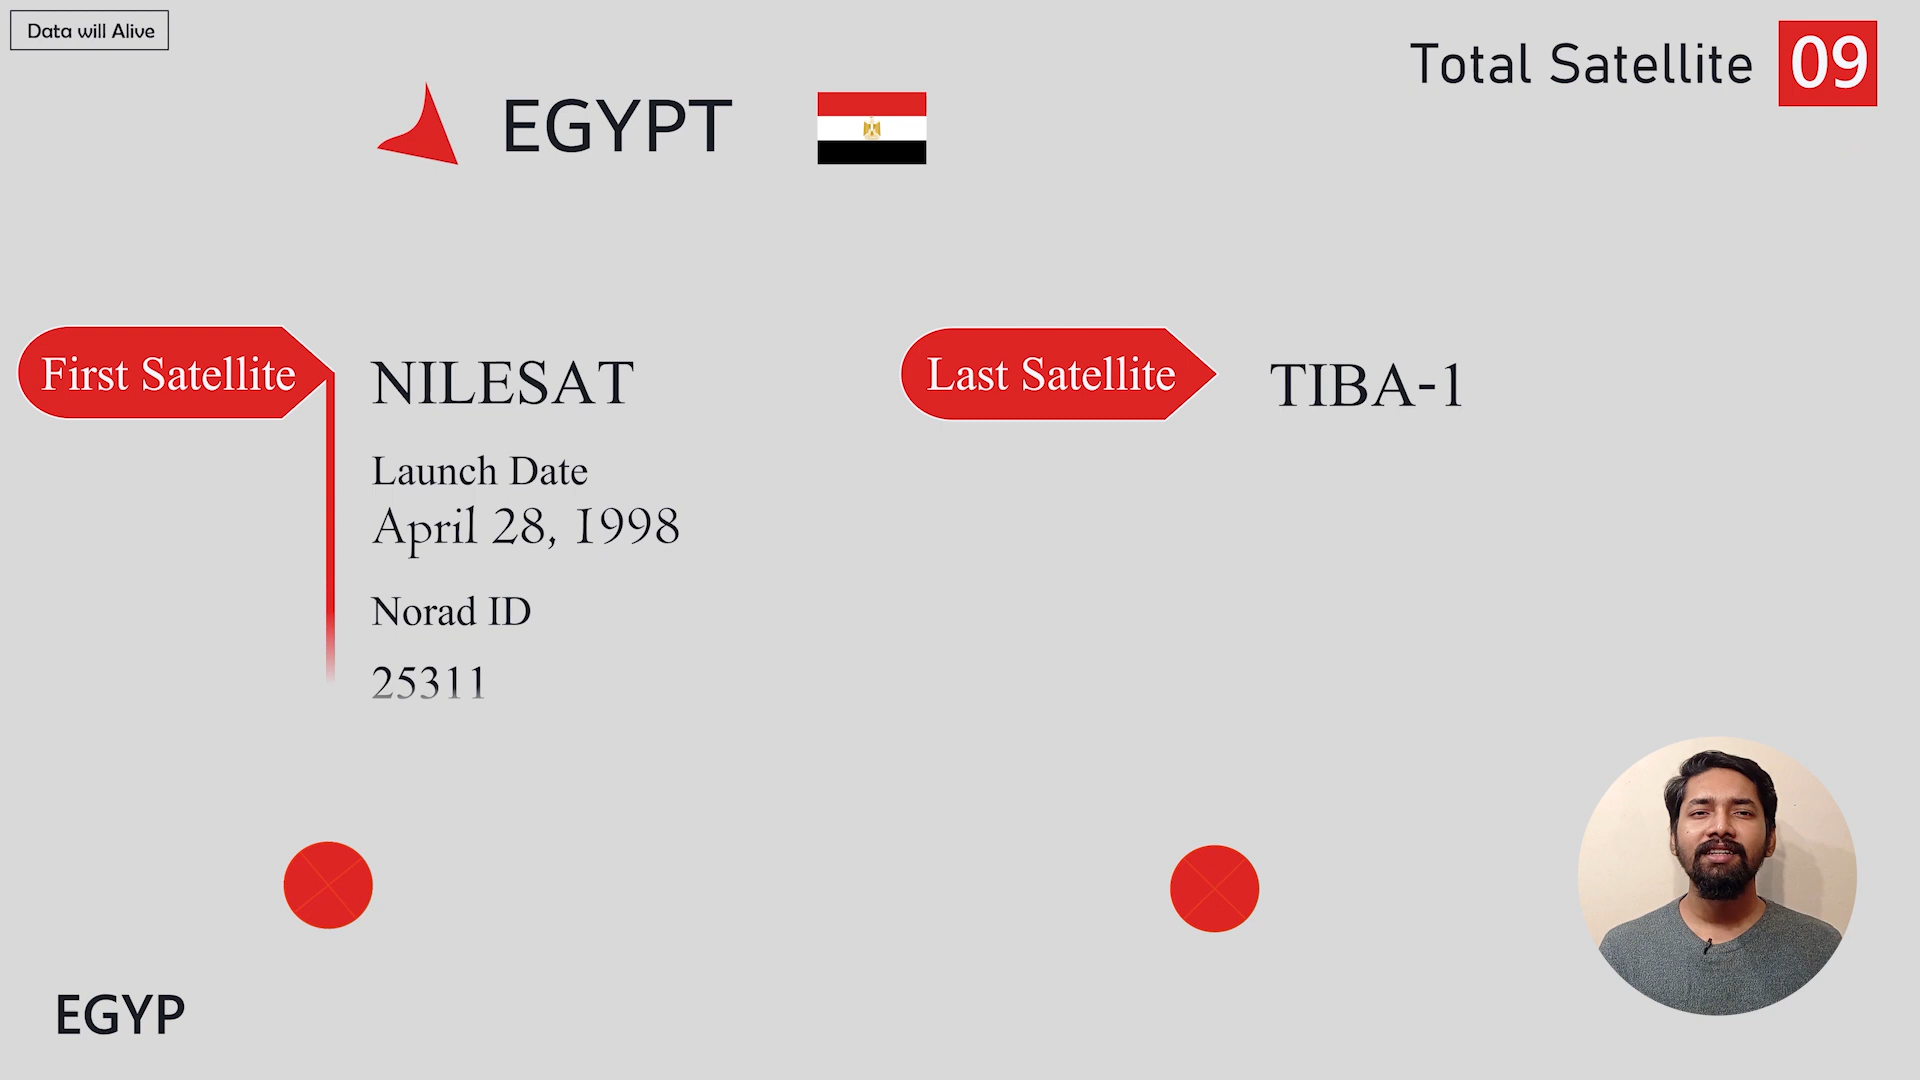 Data will Alive
Total Satellite 09
EGYPT
First Satellite
NILESAT
Launch Date
April 28, 1998
Norad ID
25311
Last Satellite
TIBA-1
EGYP